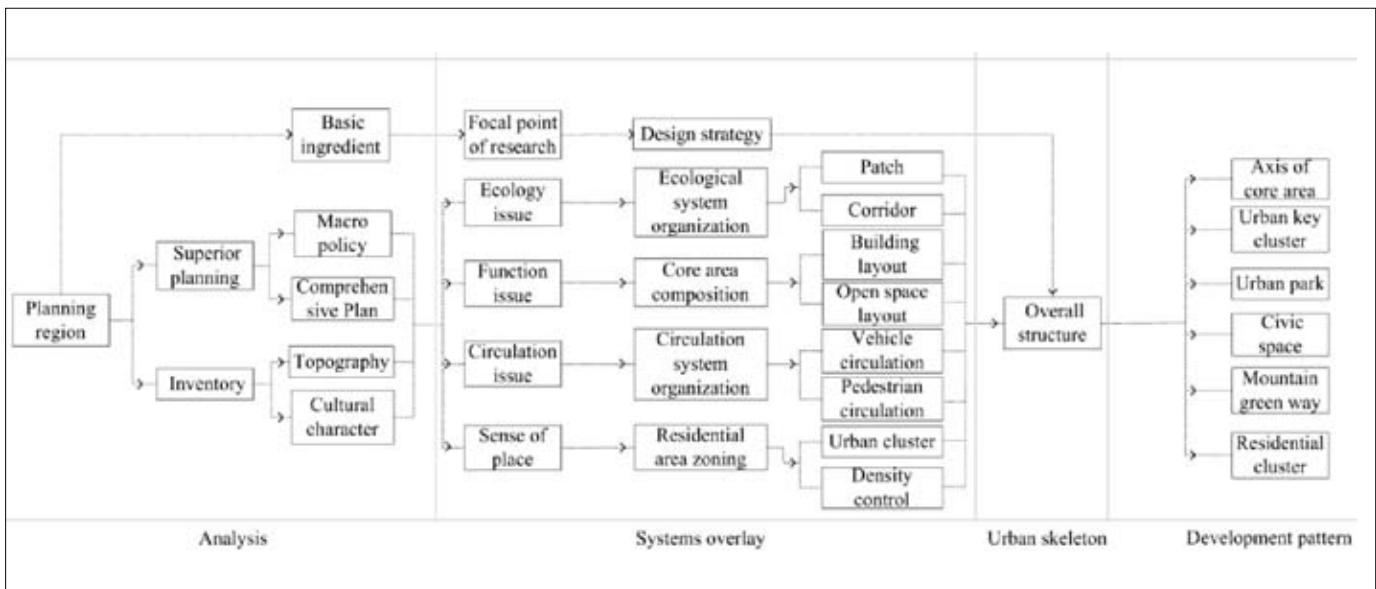 Planning
region
Superior
planning
Inventory
Basic
ingredient
Macro
policy
Comprehen
sive Plan
Topography
Cultural
character
Focal point
of research
Ecology
issue
Function
issue
Circulation
issue
Sense of
place
Design strategy
Ecological
system
organization
Core area
composition
Circulation
system
organization
Residential
area zoning
Patch
Corridor
Building
layout
Open space
layout
Vehicle
circulation
Pedestrian
circulation
Urban cluster
Density
control
Overall
structure
Axis of
core area
Urban key
cluster
Urban park
Civic
space
Mountain
green way
Residential
cluster
Analysis
Systems overlay
Urban skeleton
Development pattern